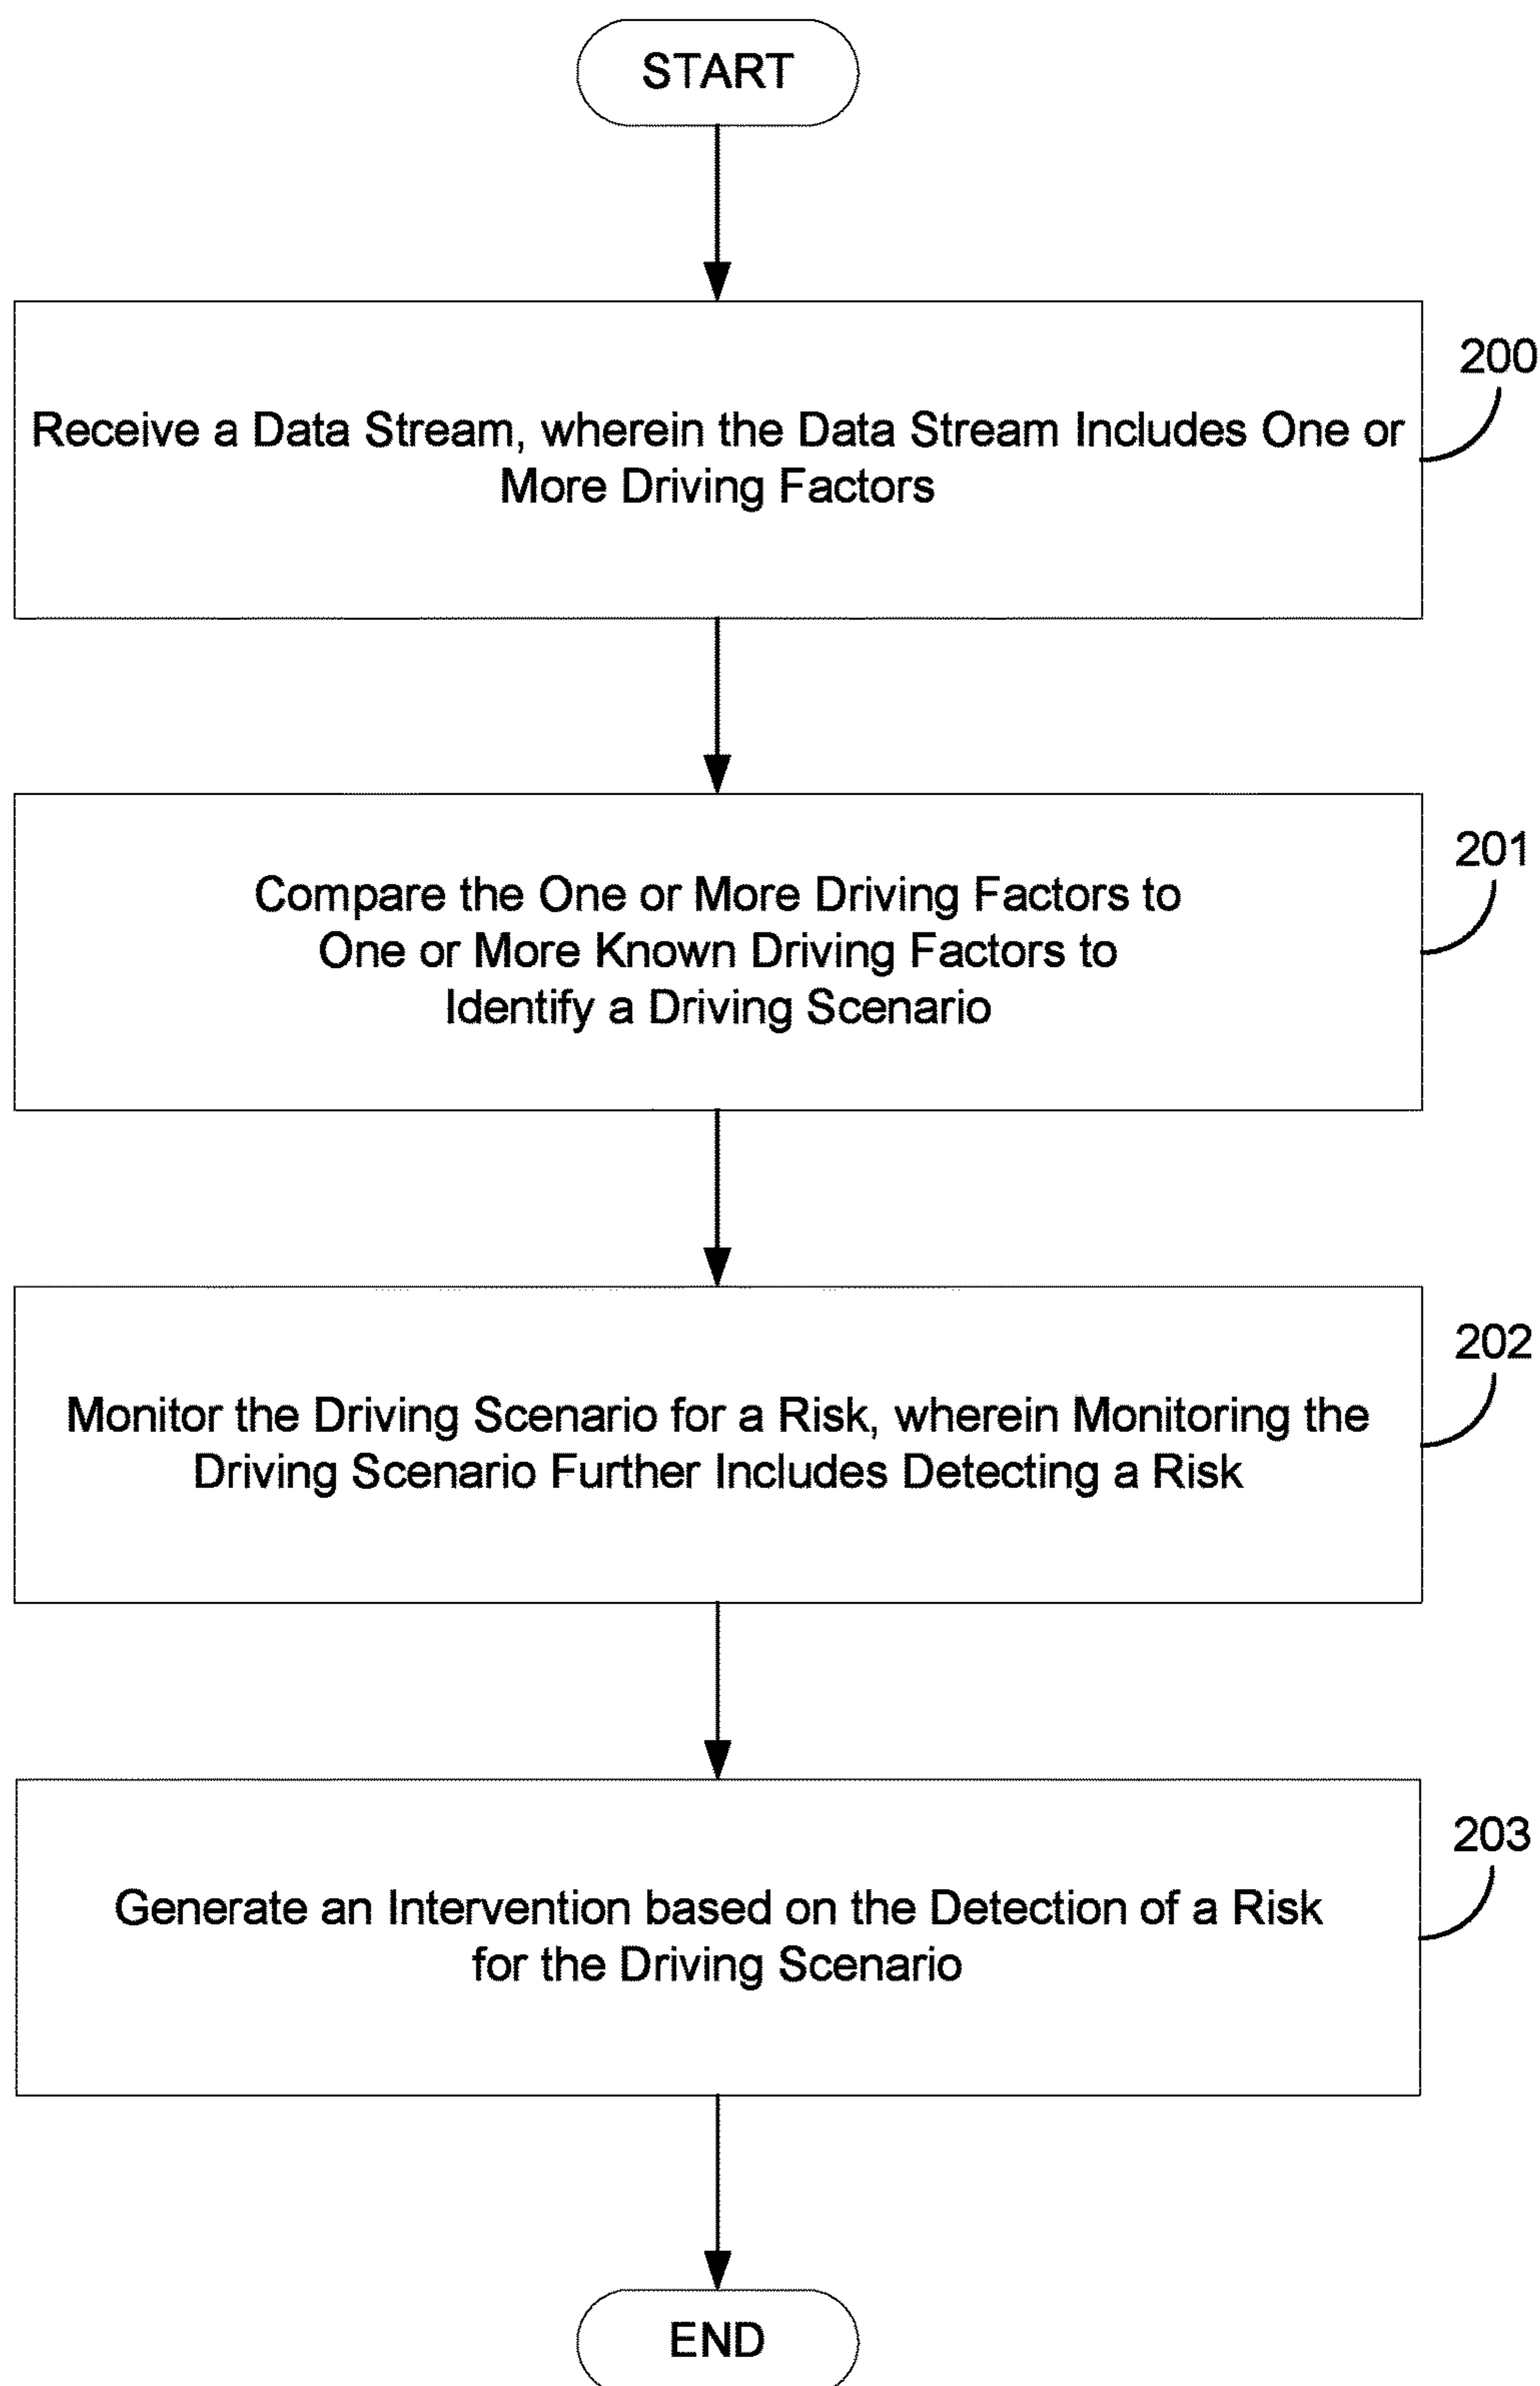 START
200
Receive a Data Stream, wherein the Data Stream Includes One or
More Driving Factors
201
Compare the One or More Driving Factors to
One or More Known Driving Factors to
Identify a Driving Scenario
202
Monitor the Driving Scenario for a Risk, wherein Monitoring the
Driving Scenario Further Includes Detecting a Risk
203
Generate an Intervention based on the Detection of a Risk
for the Driving Scenario
END